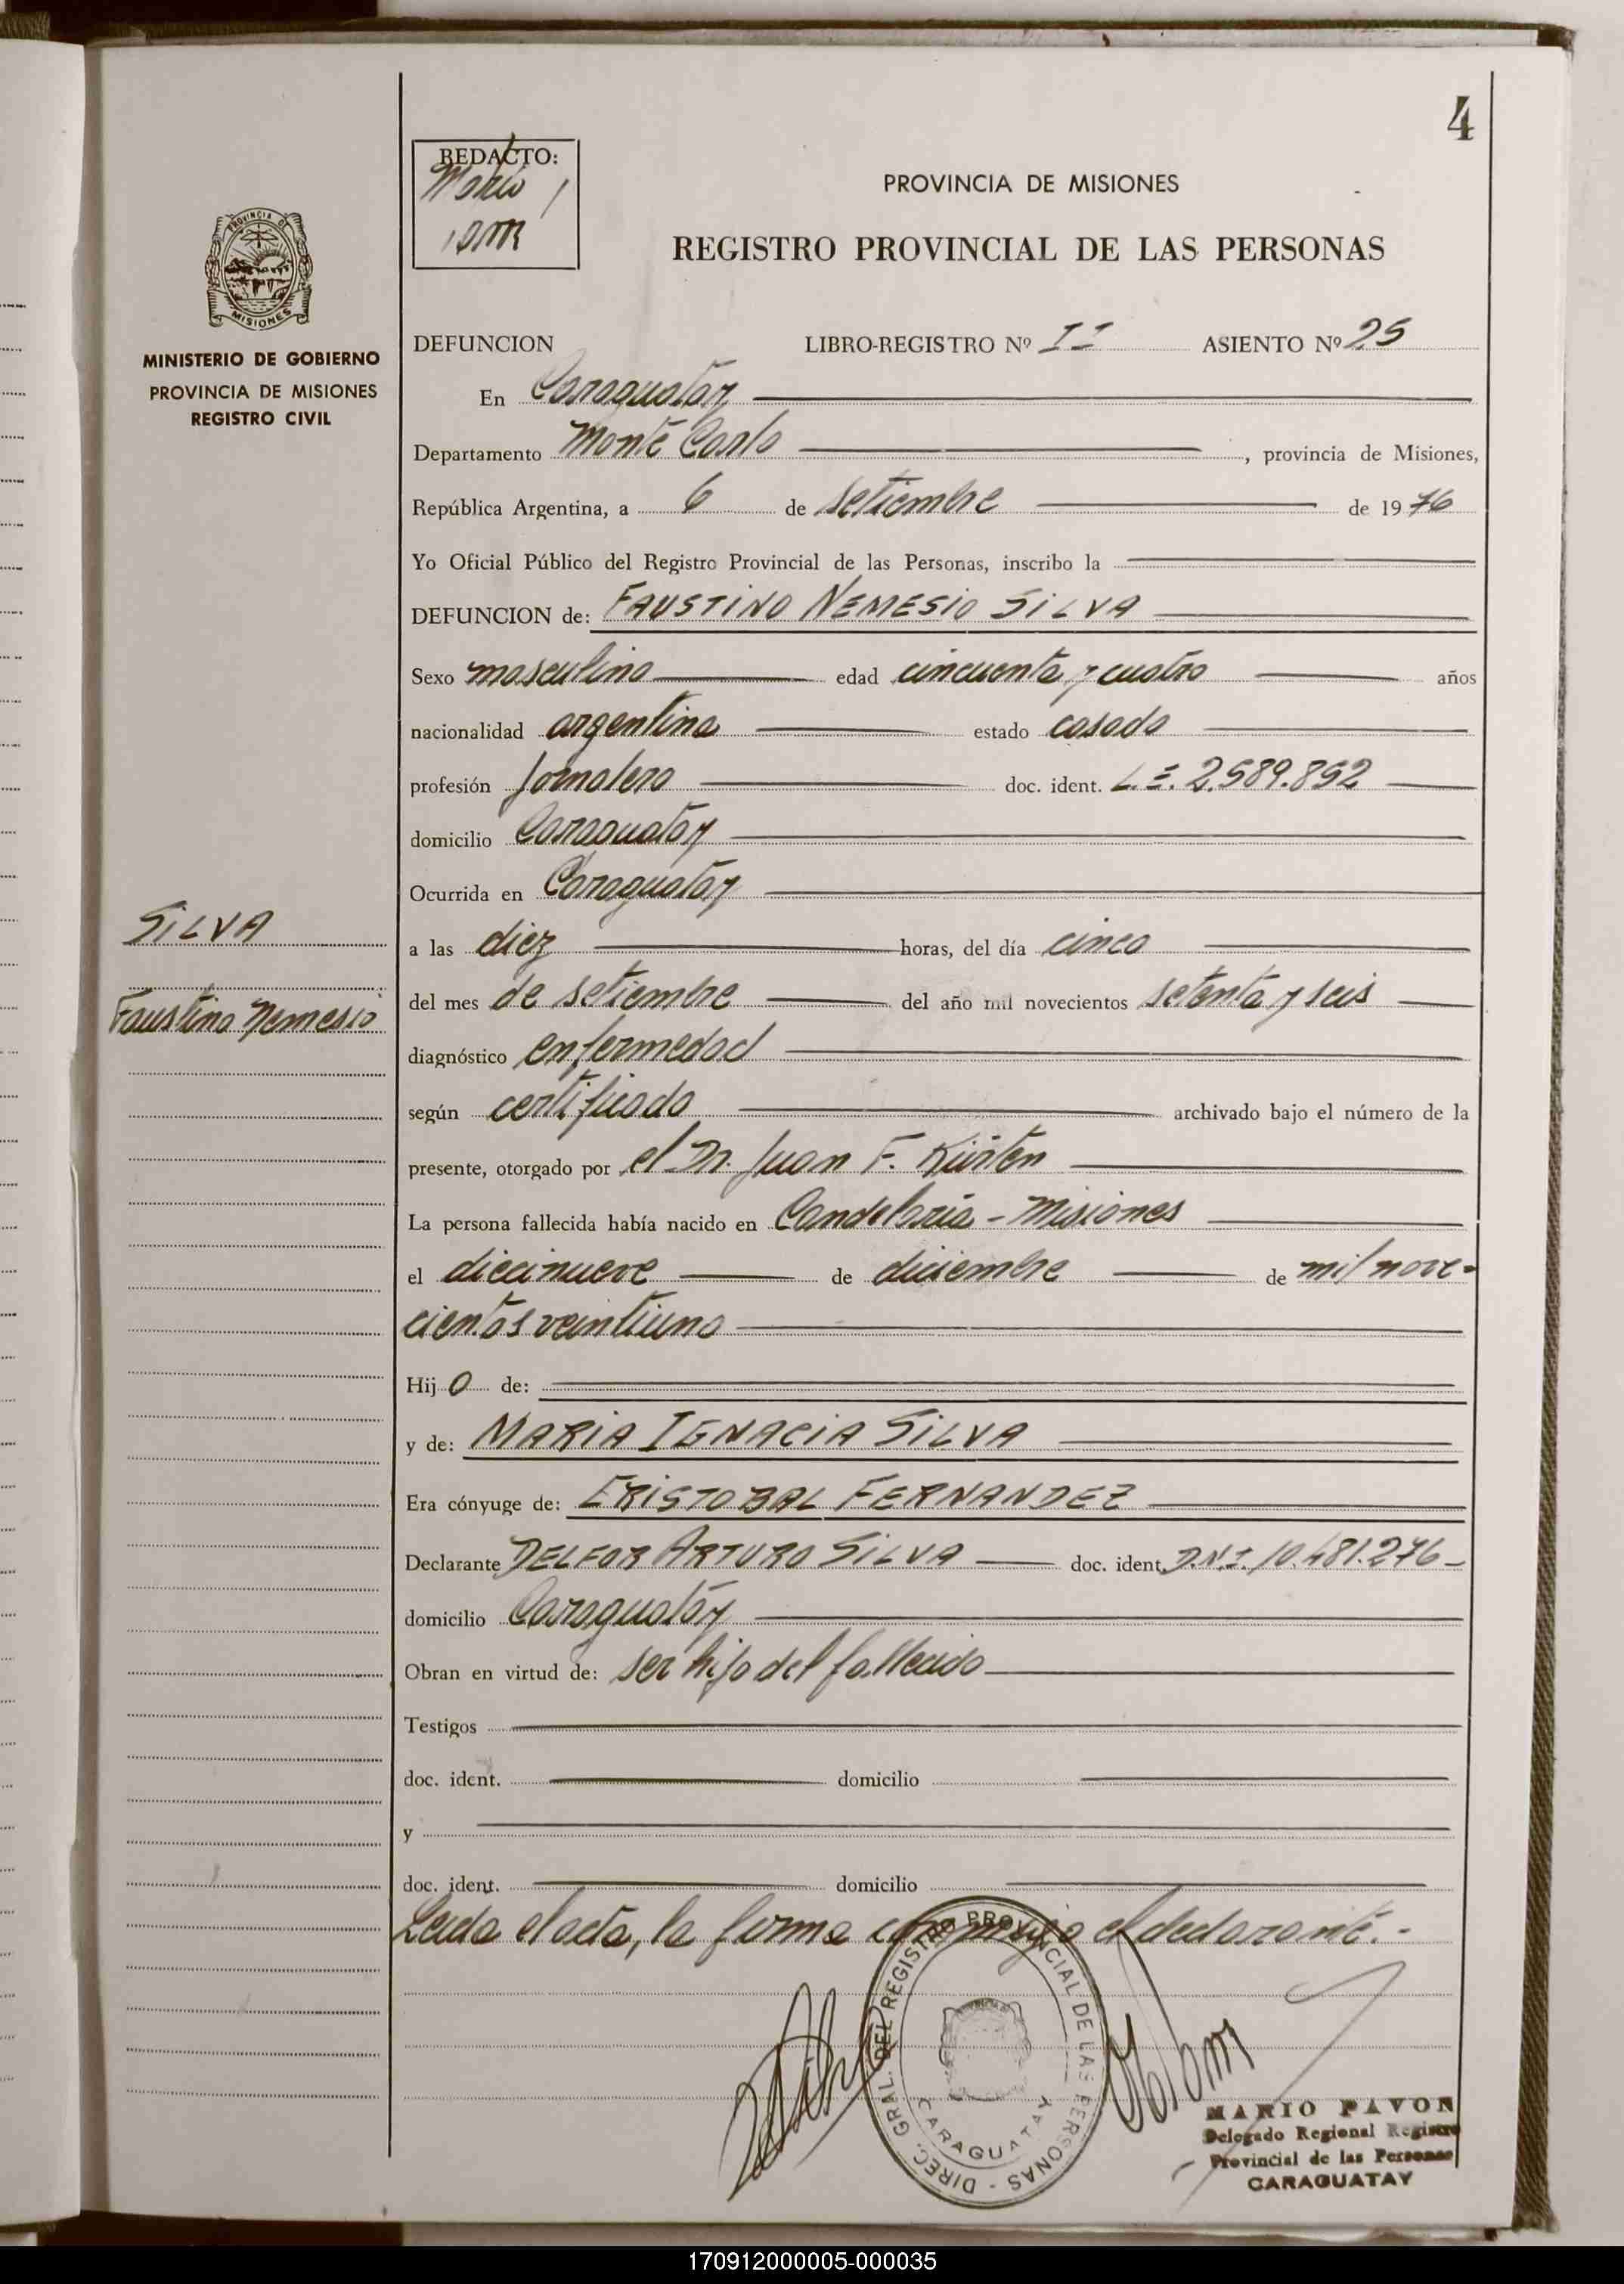 4
REDACTO:
Mario
PROVINCIA DE MISIONES
REGISTRO PROVINCIAL DE LAS PERSONAS
PROVINCIA DE
MISIONES
MINISTERIO DE GOBIERNO
PROVINCIA DE MISIONES
REGISTRO CIVIL
DEFUNCION LIBRO-REGISTRO Nº II ASIENTO Nº 25
En Caraguatay
Departamento Monte Carlo , provincia de Misiones,
República Argentina, a 6 de setiembre de 1976
Yo Oficial Público del Registro Provincial de las Personas, inscribo la
DEFUNCION de: FAUSTINO NEMESIO SILVA
Sexo masculino edad cincuenta y cuatro años
nacionalidad argentina estado casado
profesión Jornalero doc. ident. L.E. 2.589.852
domicilio Caraguatay
Ocurrida en Caraguatay
SILVA
a las diez horas, del día cinco
Faustino Nemesio
del mes de setiembre del año mil novecientos setenta y seis
diagnóstico enfermedad
según certificado archivado bajo el número de la
presente, otorgado por el Dr. Juan F. Kürten
La persona fallecida había nacido en Candelaria - Misiones
el diecinueve de diciembre de mil nove-
cientos veintiuno
Hijo de:
y de: MARIA IGNACIA SILVA
Era cónyuge de: CRISTOBAL FERNANDEZ
Declarante DELFOR ARTURO SILVA doc. ident. D.N.I. 10.481.276
domicilio Caraguatay
Obran en virtud de: ser hijo del fallecido
Testigos
doc. ident. domicilio
y
doc. ident. domicilio
Leida el acta, la firma conmigo el declarante.-
DIREC. GRAL. DEL REGISTRO PROVINCIAL DE LAS PERSONAS -
CARAGUATAY
MARIO PAVON
Delegado Regional Registro
Provincial de las Personas
CARAGUATAY
170912000005-000035